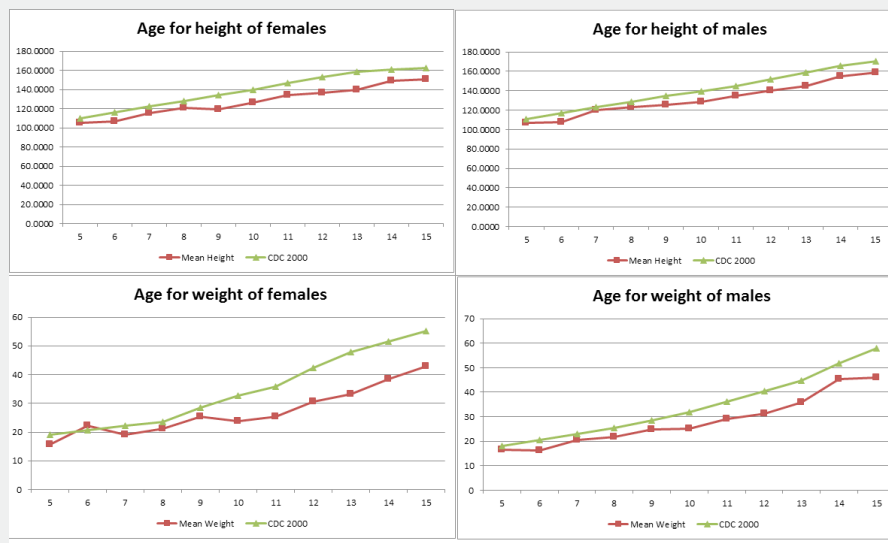 Age for height of females
180.0000
160.0000
140.0000
120.0000
100.0000
80.0000
60.0000
40.0000
20.0000
0.0000
5 6 7 8 9 10 11 12 13 14 15
Mean Height CDC 2000
Age for height of males
180.0000
160.0000
140.0000
120.0000
100.0000
80.0000
60.0000
40.0000
20.0000
0.0000
5 6 7 8 9 10 11 12 13 14 15
Mean Height CDC 2000
Age for weight of females
60
50
40
30
20
10
0
5 6 7 8 9 10 11 12 13 14 15
Mean Weight CDC 2000
Age for weight of males
70
60
50
40
30
20
10
0
5 6 7 8 9 10 11 12 13 14 15
Mean Weight CDC 2000